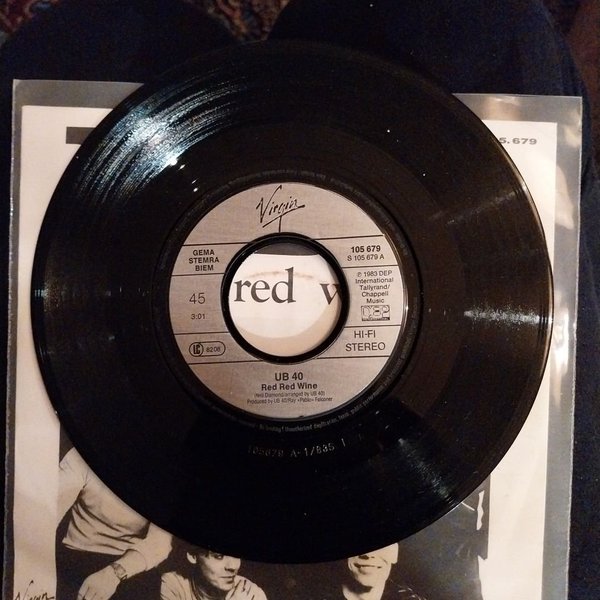 5.679
Virgin
GEMA
STEMRA
BIEM
105 679
S 105 679 A
℗ 1983 DEP
International
Tallyrand/
Chappell
Music
DEP
45
3:01
red w
HI-FI
STEREO
LC 8208
UB 40
Red Red Wine
(Neil Diamond/arranged by UB 40)
Produced by UB 40/Ray »Pablo« Falconer
105679 A-1/835
Virgin